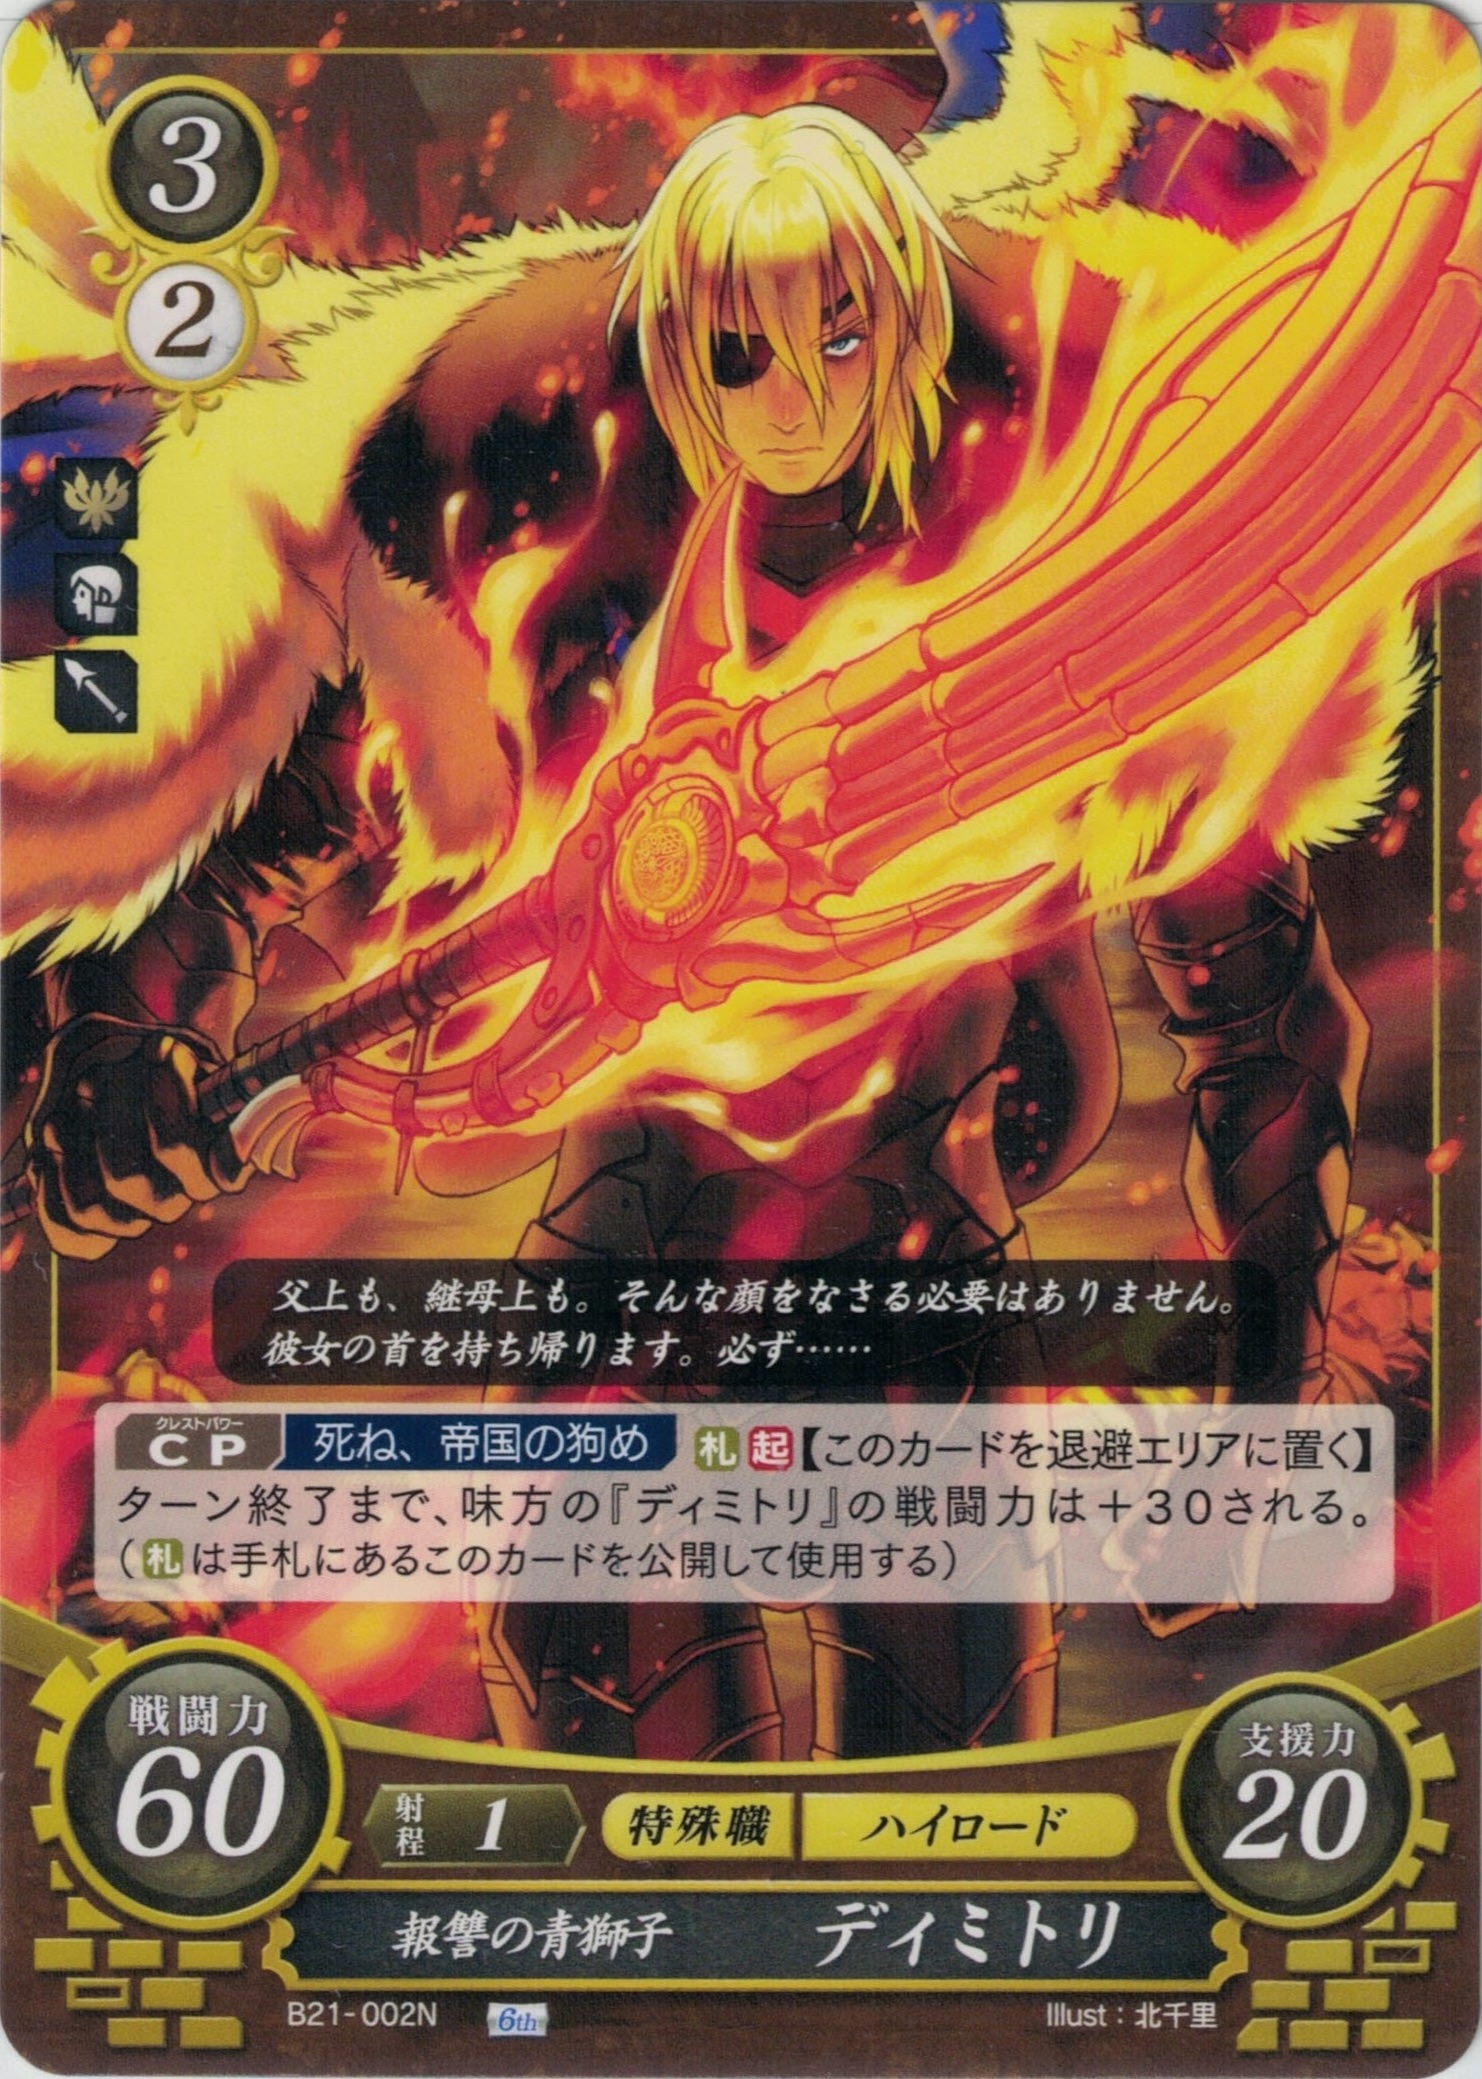 3
2
父上も、継母上も。そんな顔をなさる必要はありません。
彼女の首を持ち帰ります。必ず……
クレストパワー
CP 死ね、帝国の狗め 札 起【このカードを退避エリアに置く】
ターン終了まで、味方の『ディミトリ』の戦闘力は＋30される。
（札は手札にあるこのカードを公開して使用する）
戦闘力
60
射程 1
特殊職 ハイロード
支援力
20
報讐の青獅子 ディミトリ
B21-002N 6th Illust：北千里